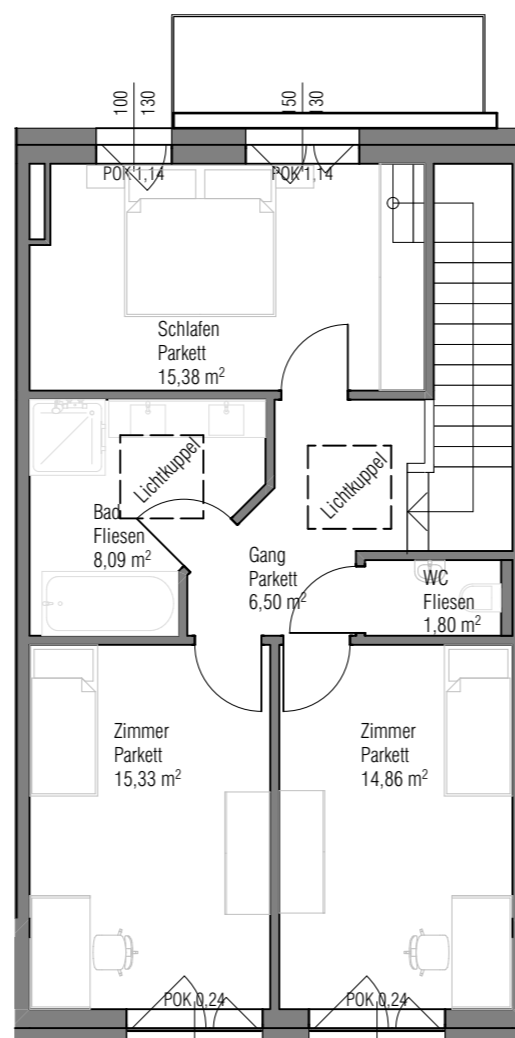 100
130
150
130
POK 1,14
POK 1,14
Schlafen
Parkett
15,38 m²
Lichtkuppel
Lichtkuppel
Bad
Fliesen
8,09 m²
Gang
Parkett
6,50 m²
WC
Fliesen
1,80 m²
Zimmer
Parkett
15,33 m²
Zimmer
Parkett
14,86 m²
POK 0,24
POK 0,24